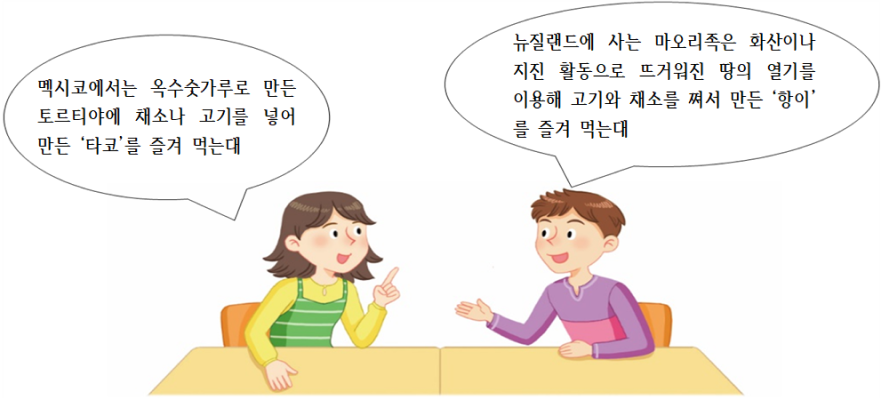 멕시코에서는 옥수숫가루로 만든
토르티야에 채소나 고기를 넣어
만든 ‘타코’를 즐겨 먹는대
뉴질랜드에 사는 마오리족은 화산이나
지진 활동으로 뜨거워진 땅의 열기를
이용해 고기와 채소를 쪄서 만든 ‘항이’
를 즐겨 먹는대